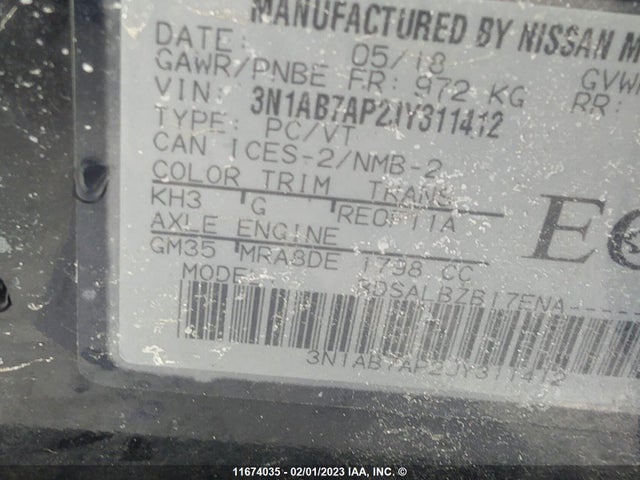 MANUFACTURED BY NISSAN M
DATE: 05/18
GAWR/PNBE FR: 972 KG RR:
VIN: 3N1AB7AP2JY311412
TYPE: PC/VT
CAN ICES-2/NMB-2
COLOR TRIM TRANS
KH3 G RE0F11A
AXLE ENGINE
GM35 MRA8DE 1798 CC
MODEL
3N1AB7AP2JY311412
11674035 - 02/01/2023 IAA, INC. ©